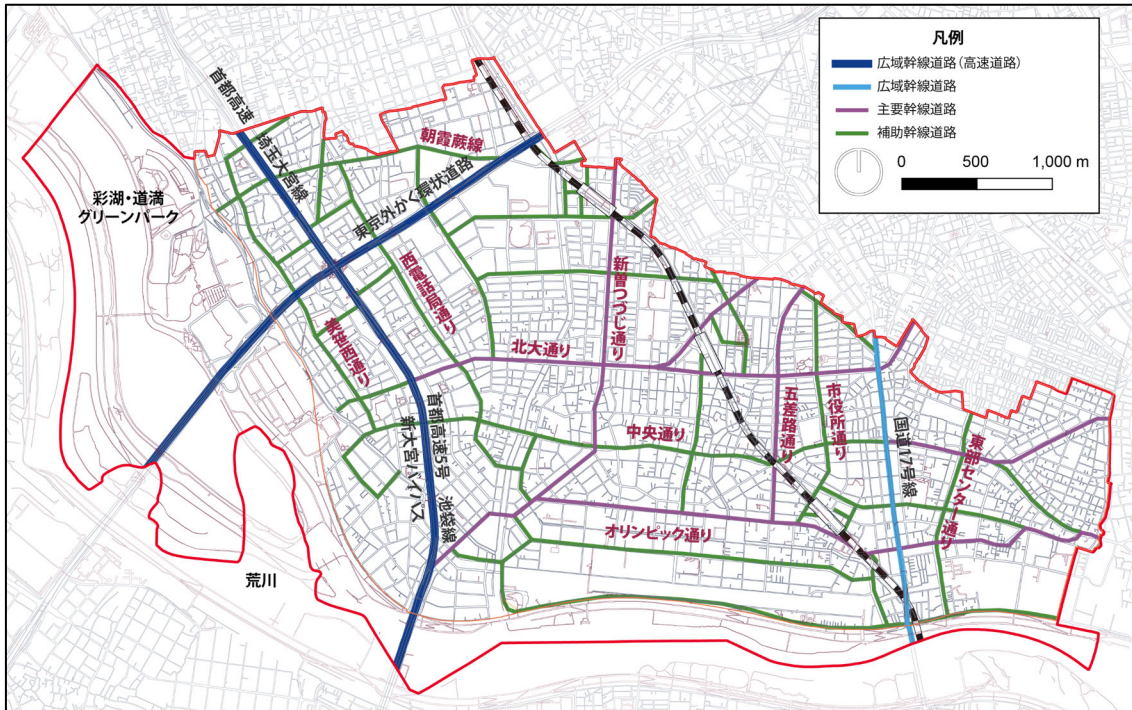 凡例
広域幹線道路(高速道路)
広域幹線道路
主要幹線道路
補助幹線道路
0 500 1,000 m
首都高速 埼玉大宮線
朝霞蕨線
東京外かく環状道路
彩湖・道満
グリーンパーク
西電話局通り
新曽つつじ通り
美笹西通り
北大通り
五差路通り
市役所通り
首都高速5号 池袋線
新大宮バイパス
中央通り
国道17号線
東部センター通り
オリンピック通り
荒川